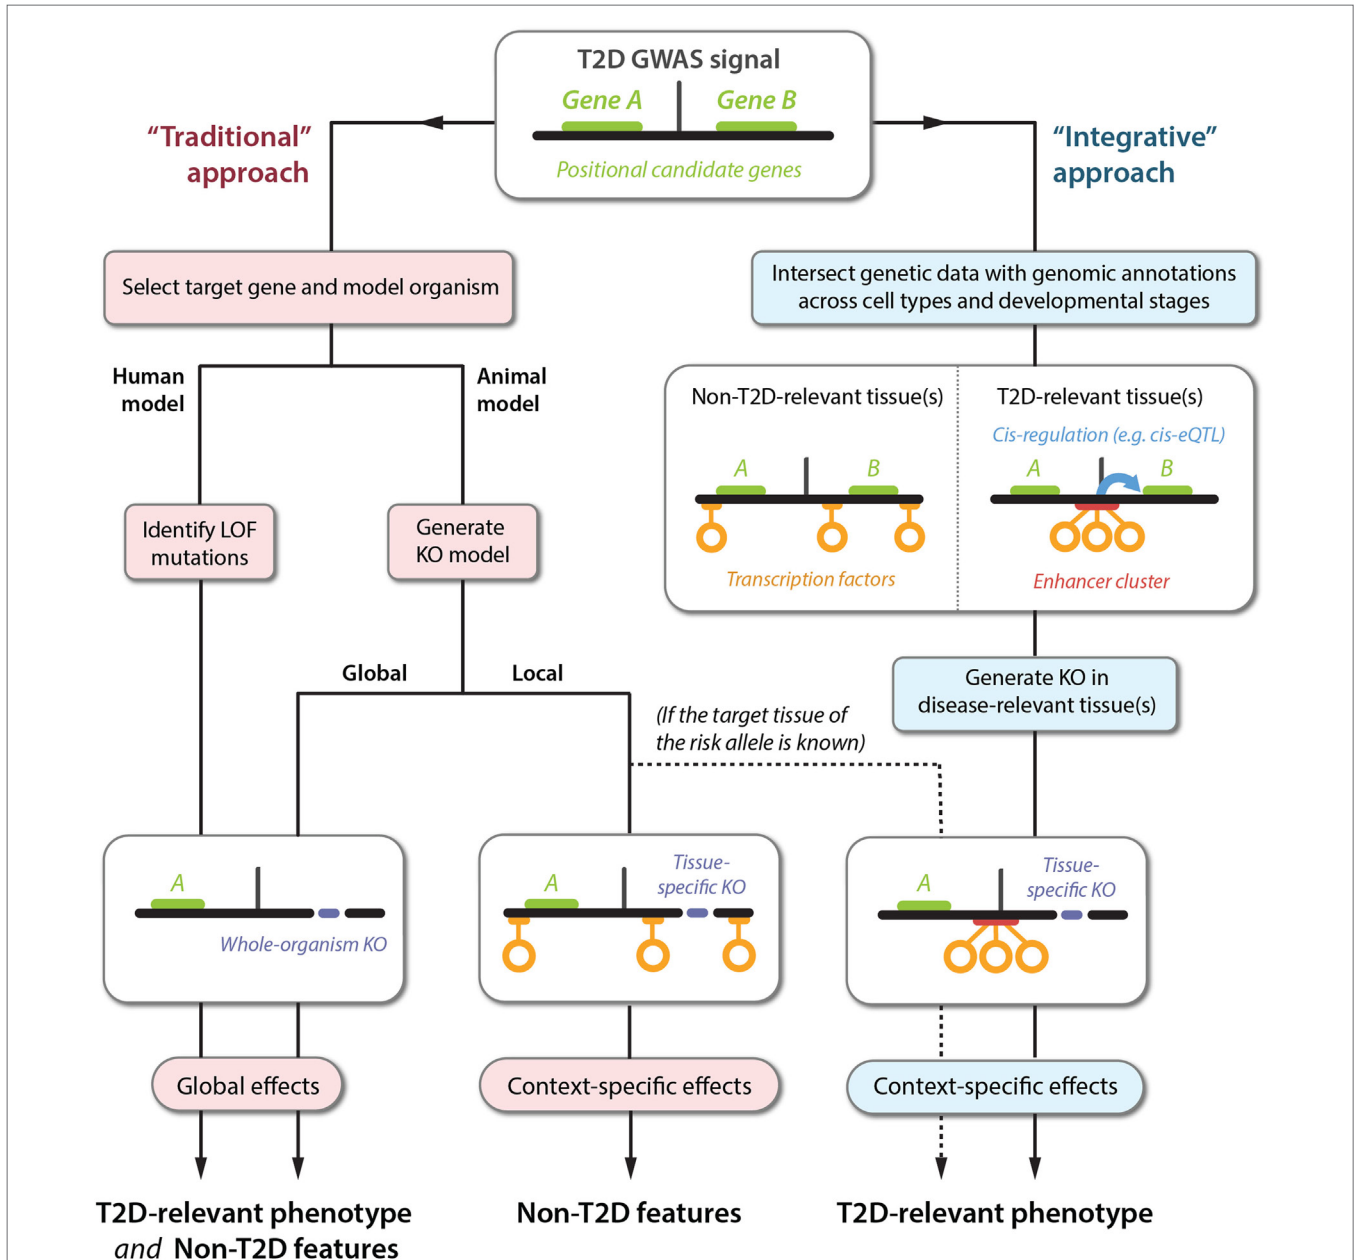 T2D GWAS signal
Gene A
Gene B
Positional candidate genes
“Traditional”
approach
“Integrative”
approach
Select target gene and model organism
Intersect genetic data with genomic annotations
across cell types and developmental stages
Human
model
Animal
model
Non-T2D-relevant tissue(s)
A
B
Transcription factors
T2D-relevant tissue(s)
Cis-regulation (e.g. cis-eQTL)
A
B
Enhancer cluster
Identify LOF
mutations
Generate
KO model
Global
Local
(If the target tissue of
the risk allele is known)
Generate KO in
disease-relevant tissue(s)
A
Whole-organism KO
A
Tissue-
specific KO
A
Tissue-
specific KO
Global effects
Context-specific effects
Context-specific effects
T2D-relevant phenotype
and Non-T2D features
Non-T2D features
T2D-relevant phenotype